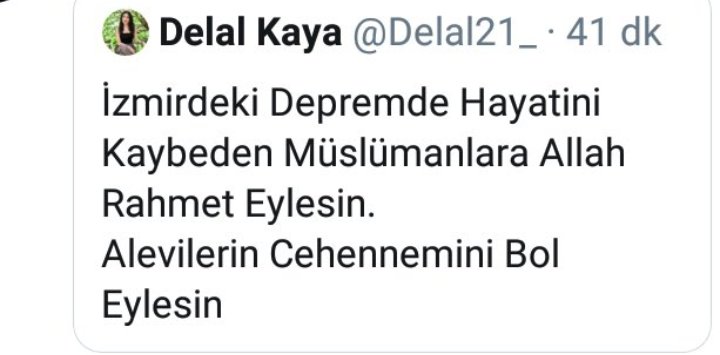 Delal Kaya @Delal21_ · 41 dk
İzmirdeki Depremde Hayatini
Kaybeden Müslümanlara Allah
Rahmet Eylesin.
Alevilerin Cehennemini Bol
Eylesin